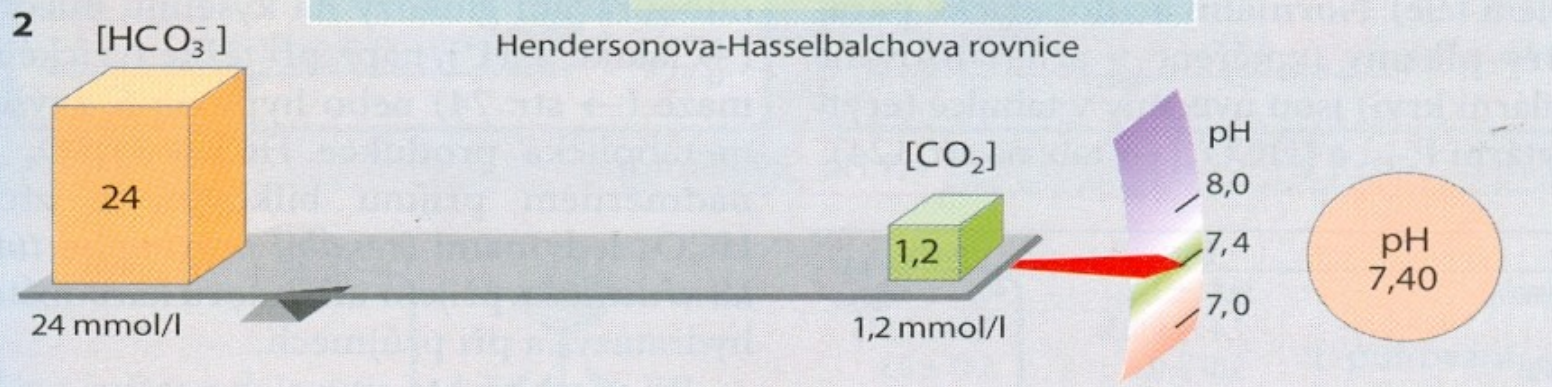 2
[HCO₃⁻]
Hendersonova-Hasselbalchova rovnice
24
[CO₂]
1,2
pH
8,0
7,4
7,0
pH
7,40
24 mmol/l
1,2 mmol/l